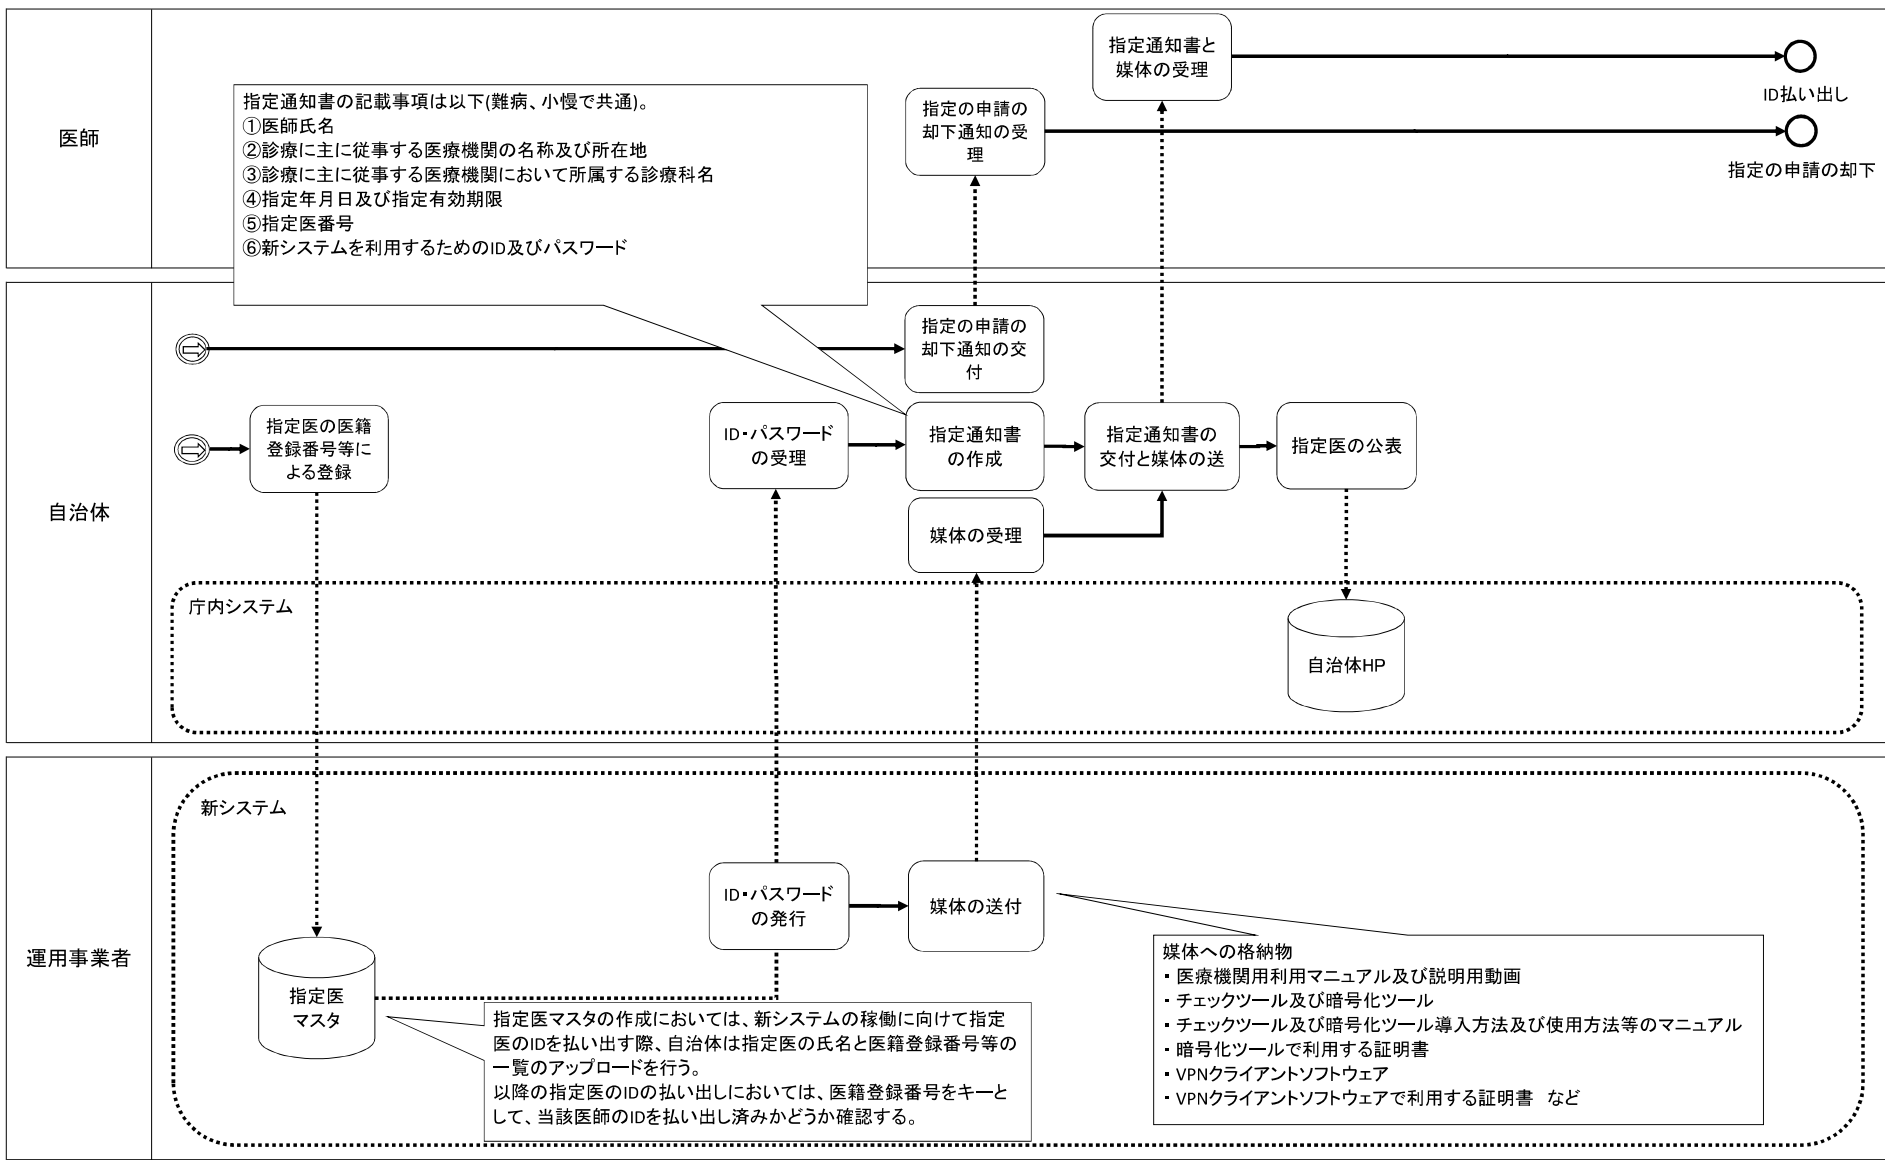 医師
指定通知書の記載事項は以下(難病、小慢で共通)。
①医師氏名
②診療に主に従事する医療機関の名称及び所在地
③診療に主に従事する医療機関において所属する診療科名
④指定年月日及び指定有効期限
⑤指定医番号
⑥新システムを利用するためのID及びパスワード
指定の申請の
却下通知の受
理
指定通知書と
媒体の受理
ID払い出し
指定の申請の却下
自治体
指定の申請の
却下通知の交
付
指定医の医籍
登録番号等に
よる登録
ID・パスワード
の受理
指定通知書
の作成
指定通知書の
交付と媒体の送
指定医の公表
媒体の受理
庁内システム
自治体HP
運用事業者
新システム
ID・パスワード
の発行
媒体の送付
指定医
マスタ
指定医マスタの作成においては、新システムの稼働に向けて指定
医のIDを払い出す際、自治体は指定医の氏名と医籍登録番号等の
一覧のアップロードを行う。
以降の指定医のIDの払い出しにおいては、医籍登録番号をキーと
して、当該医師のIDを払い出し済みかどうか確認する。
媒体への格納物
・医療機関用利用マニュアル及び説明用動画
・チェックツール及び暗号化ツール
・チェックツール及び暗号化ツール導入方法及び使用方法等のマニュアル
・暗号化ツールで利用する証明書
・VPNクライアントソフトウェア
・VPNクライアントソフトウェアで利用する証明書　など